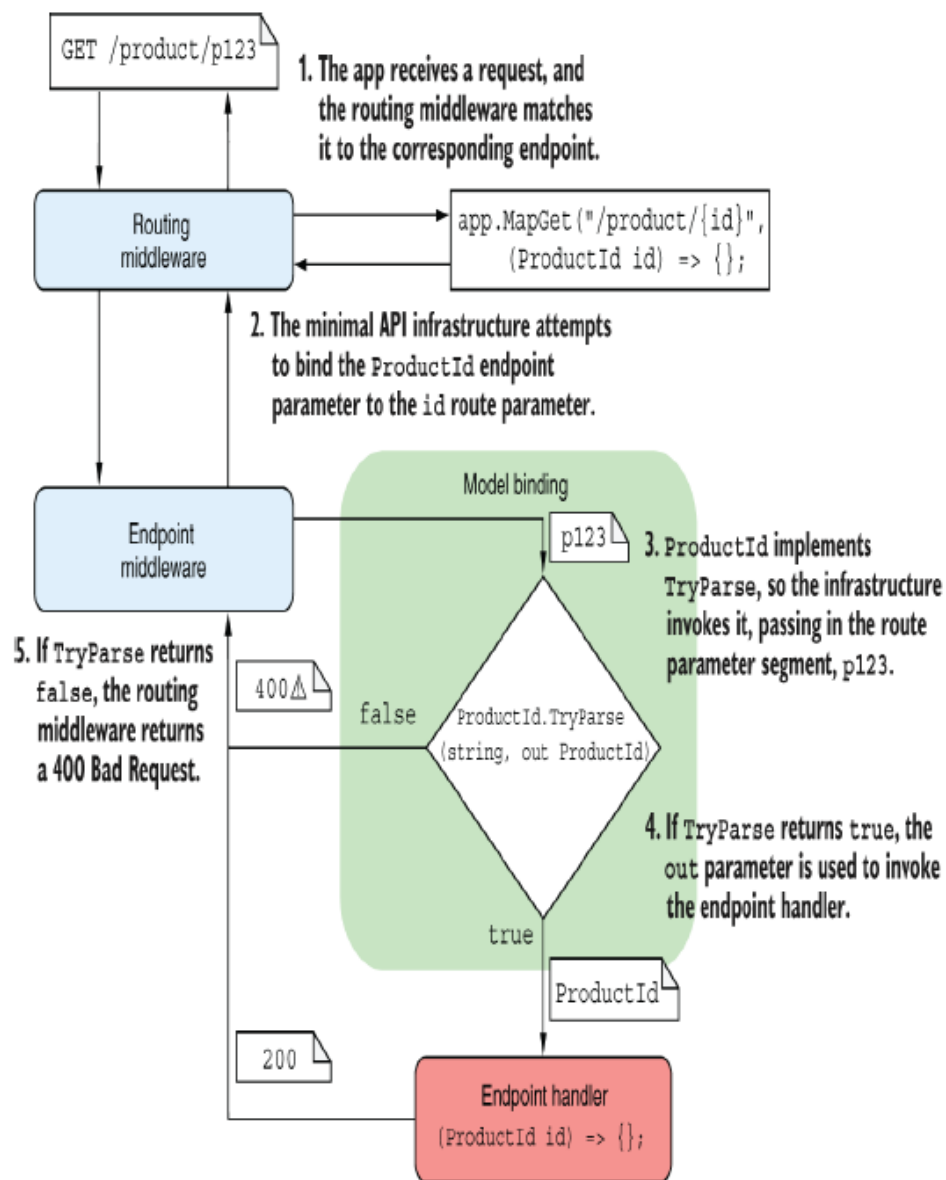 GET /product/p123
1. The app receives a request, and
the routing middleware matches
it to the corresponding endpoint.
Routing
middleware
app.MapGet("/product/{id}",
(ProductId id) => {};
2. The minimal API infrastructure attempts
to bind the ProductId endpoint
parameter to the id route parameter.
Model binding
Endpoint
middleware
p123
3. ProductId implements
TryParse, so the infrastructure
invokes it, passing in the route
parameter segment, p123.
5. If TryParse returns
false, the routing
middleware returns
a 400 Bad Request.
400⚠
false
ProductId.TryParse
(string, out ProductId)
4. If TryParse returns true, the
out parameter is used to invoke
the endpoint handler.
true
ProductId
200
Endpoint handler
(ProductId id) => {};